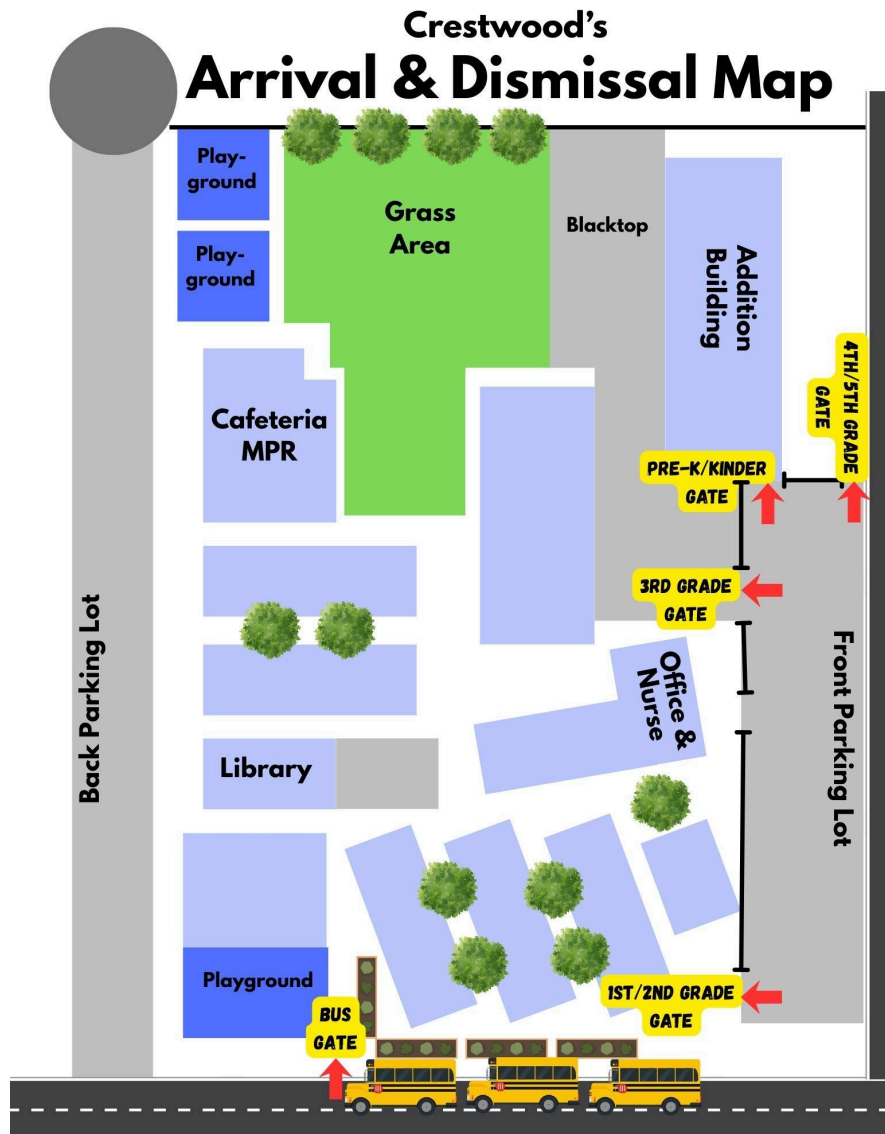 Crestwood's
Arrival & Dismissal Map
Play-
ground
Grass
Area
Blacktop
Play-
ground
Addition
Building
4TH/5TH GRADE
GATE
Cafeteria
MPR
PRE-K/KINDER
GATE
3RD GRADE
GATE
Back Parking Lot
Front Parking Lot
Office &
Nurse
Library
Playground
1ST/2ND GRADE
GATE
BUS
GATE